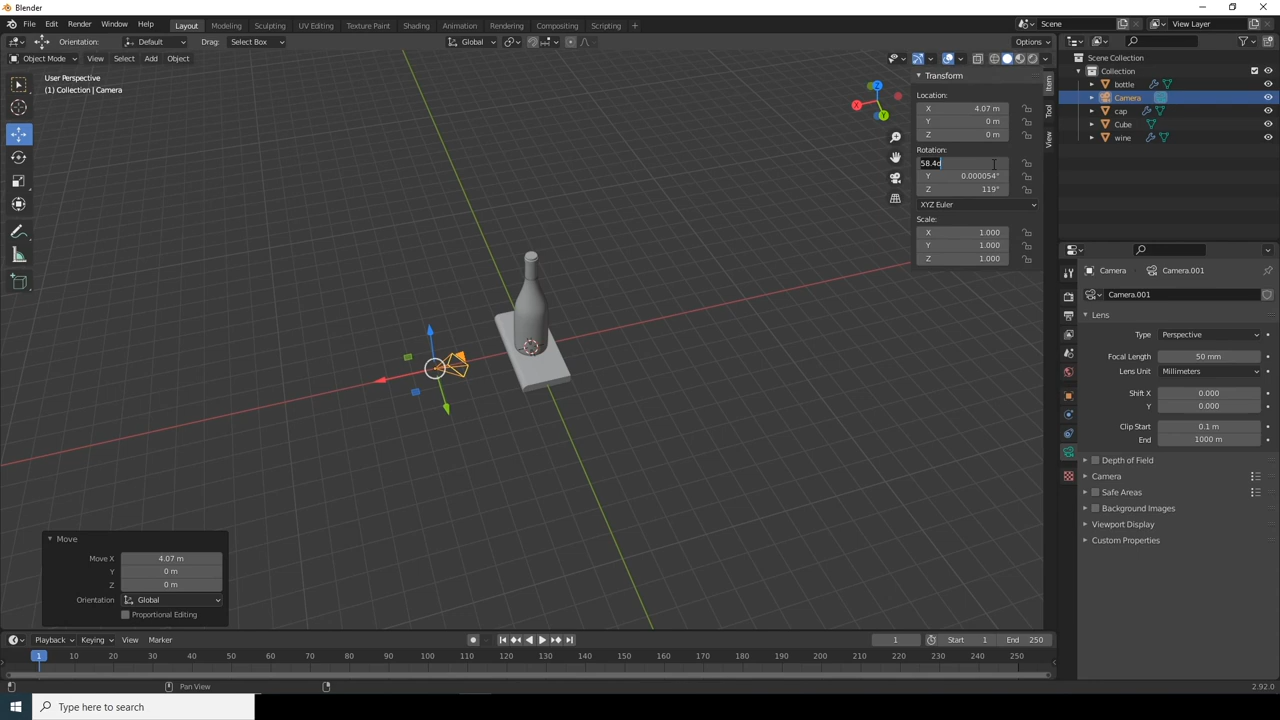 Blender
File Edit Render Window Help Layout Modeling Sculpting UV Editing Texture Paint Shading Animation Rendering Compositing Scripting + Scene View Layer
Orientation: Default Drag: Select Box Global Options
Object Mode View Select Add Object
User Perspective
(1) Collection | Camera
X
Y
Z
Transform
Location:
X 4.07 m
Y 0 m
Z 0 m
Rotation:
58.4d
Y 0.000054°
Z 119°
XYZ Euler
Scale:
X 1.000
Y 1.000
Z 1.000
Item
Tool
View
Scene Collection
Collection
bottle
Camera
cap
Cube
wine
Camera Camera.001
Camera.001
Lens
Type Perspective
Focal Length 50 mm
Lens Unit Millimeters
Shift X 0.000
Y 0.000
Clip Start 0.1 m
End 1000 m
Depth of Field
Camera
Safe Areas
Background Images
Viewport Display
Custom Properties
Move
Move X 4.07 m
Y 0 m
Z 0 m
Orientation Global
Proportional Editing
Playback Keying View Marker 1 Start 1 End 250
1 10 20 30 40 50 60 70 80 90 100 110 120 130 140 150 160 170 180 190 200 210 220 230 240 250
Pan View 2.92.0
Type here to search